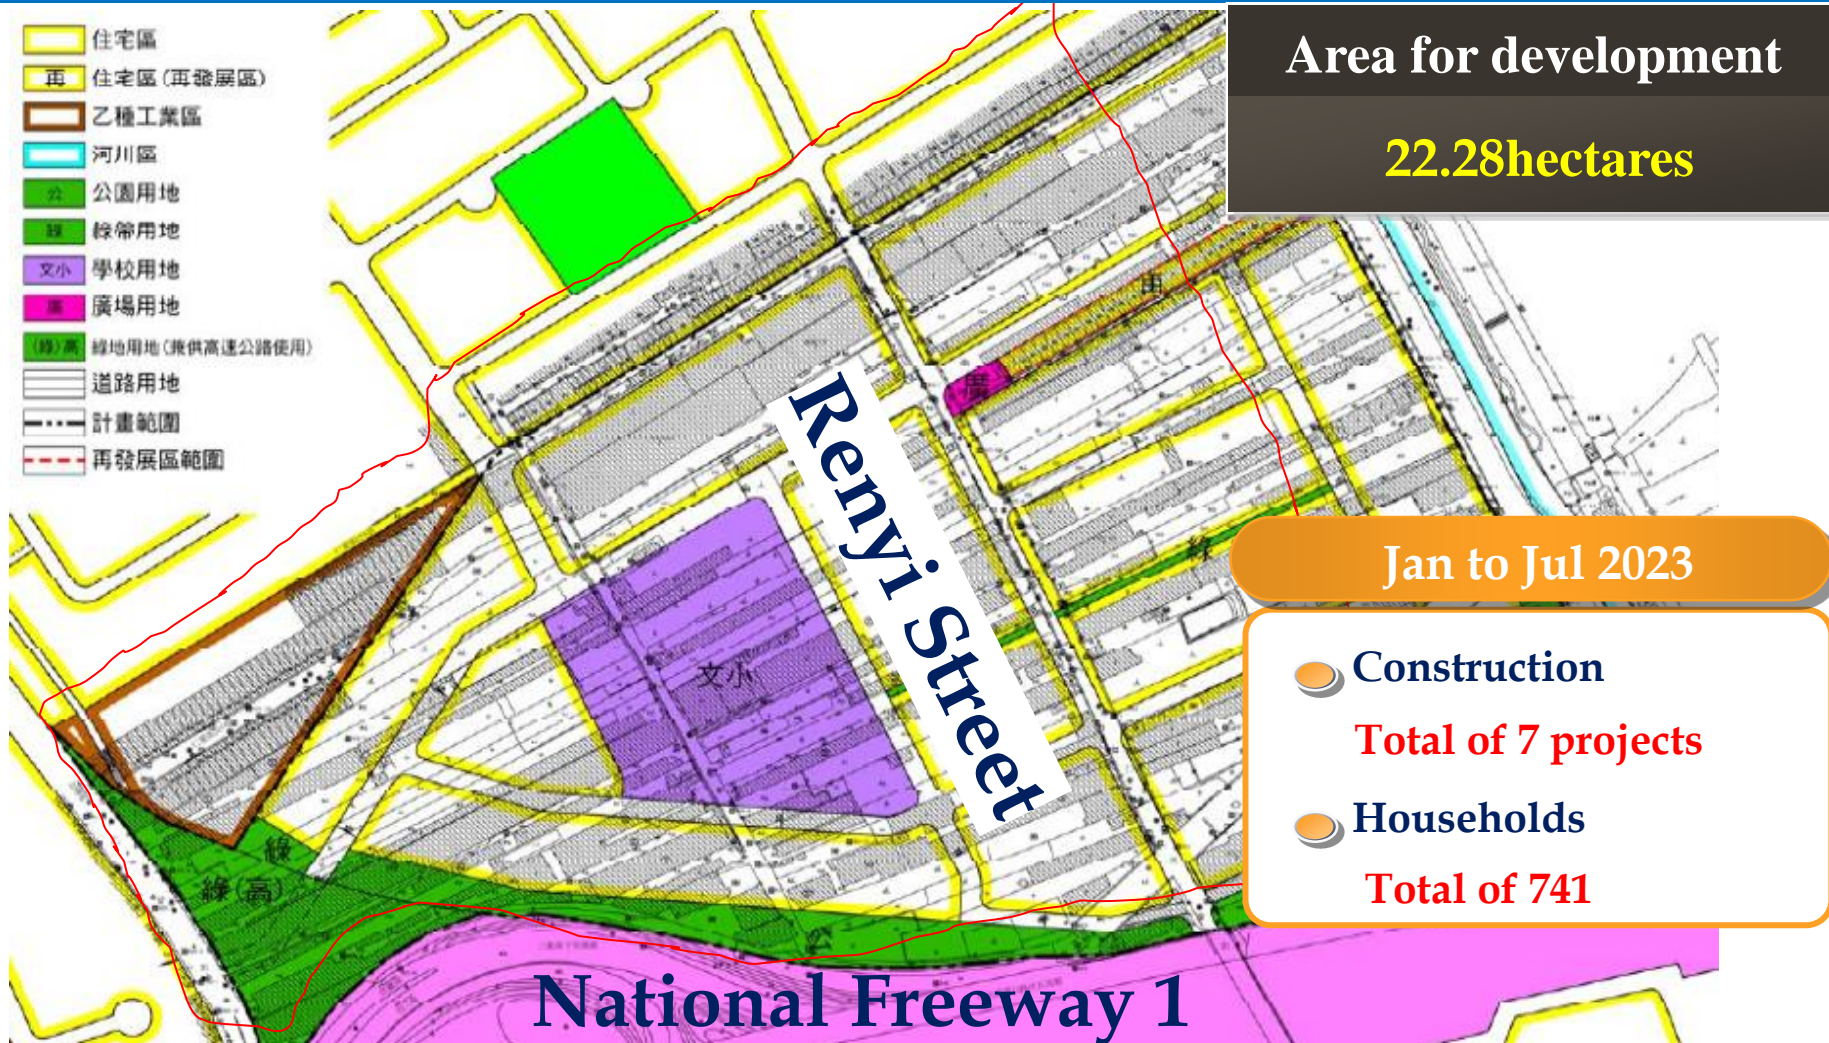 住宅區
再 住宅區(再發展區)
乙種工業區
河川區
公 公園用地
綠 綠帶用地
文小 學校用地
廣 廣場用地
(綠)高 綠地用地(兼供高速公路使用)
道路用地
計畫範圍
再發展區範圍
Area for development
22.28hectares
再
廣
Renyi Street
綠
文小
Jan to Jul 2023
Construction
Total of 7 projects
Households
Total of 741
綠
綠(高)
公
National Freeway 1